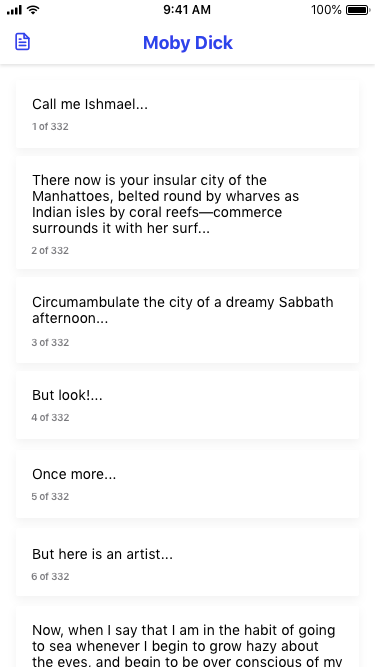 9:41 AM
100%
Moby Dick
Call me Ishmael...
1 of 332
There now is your insular city of the
Manhattoes, belted round by wharves as
Indian isles by coral reefs—commerce
surrounds it with her surf...
2 of 332
Circumambulate the city of a dreamy Sabbath
afternoon...
3 of 332
But look!...
4 of 332
Once more...
5 of 332
But here is an artist...
6 of 332
Now, when I say that I am in the habit of going
to sea whenever I begin to grow hazy about
the eyes, and begin to be over conscious of my